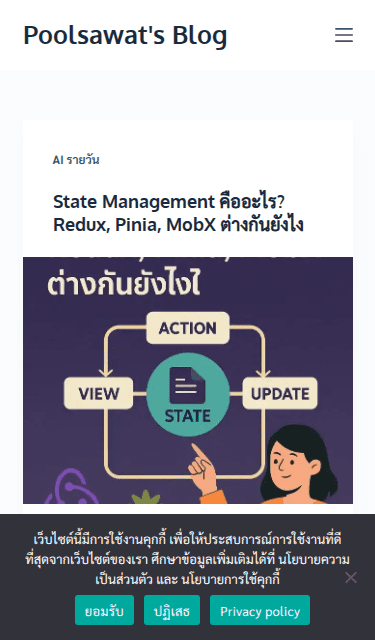 Poolsawat's Blog
AI รายวัน
State Management คืออะไร?
Redux, Pinia, MobX ต่างกันยังไง
ต่างกันยังไงใ
ACTION
VIEW
STATE
UPDATE
เว็บไซต์นี้มีการใช้งานคุกกี้ เพื่อให้ประสบการณ์การใช้งานที่ดี
ที่สุดจากเว็บไซต์ของเรา ศึกษาข้อมูลเพิ่มเติมได้ที่ นโยบายความ
เป็นส่วนตัว และ นโยบายการใช้คุกกี้
ยอมรับ
ปฏิเสธ
Privacy policy